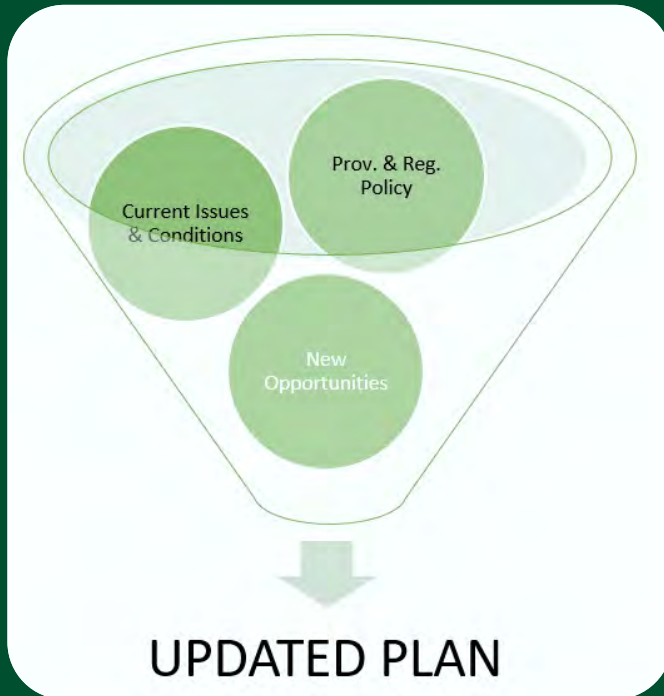 Prov. & Reg.
Policy
Current Issues
& Conditions
New
Opportunities
UPDATED PLAN